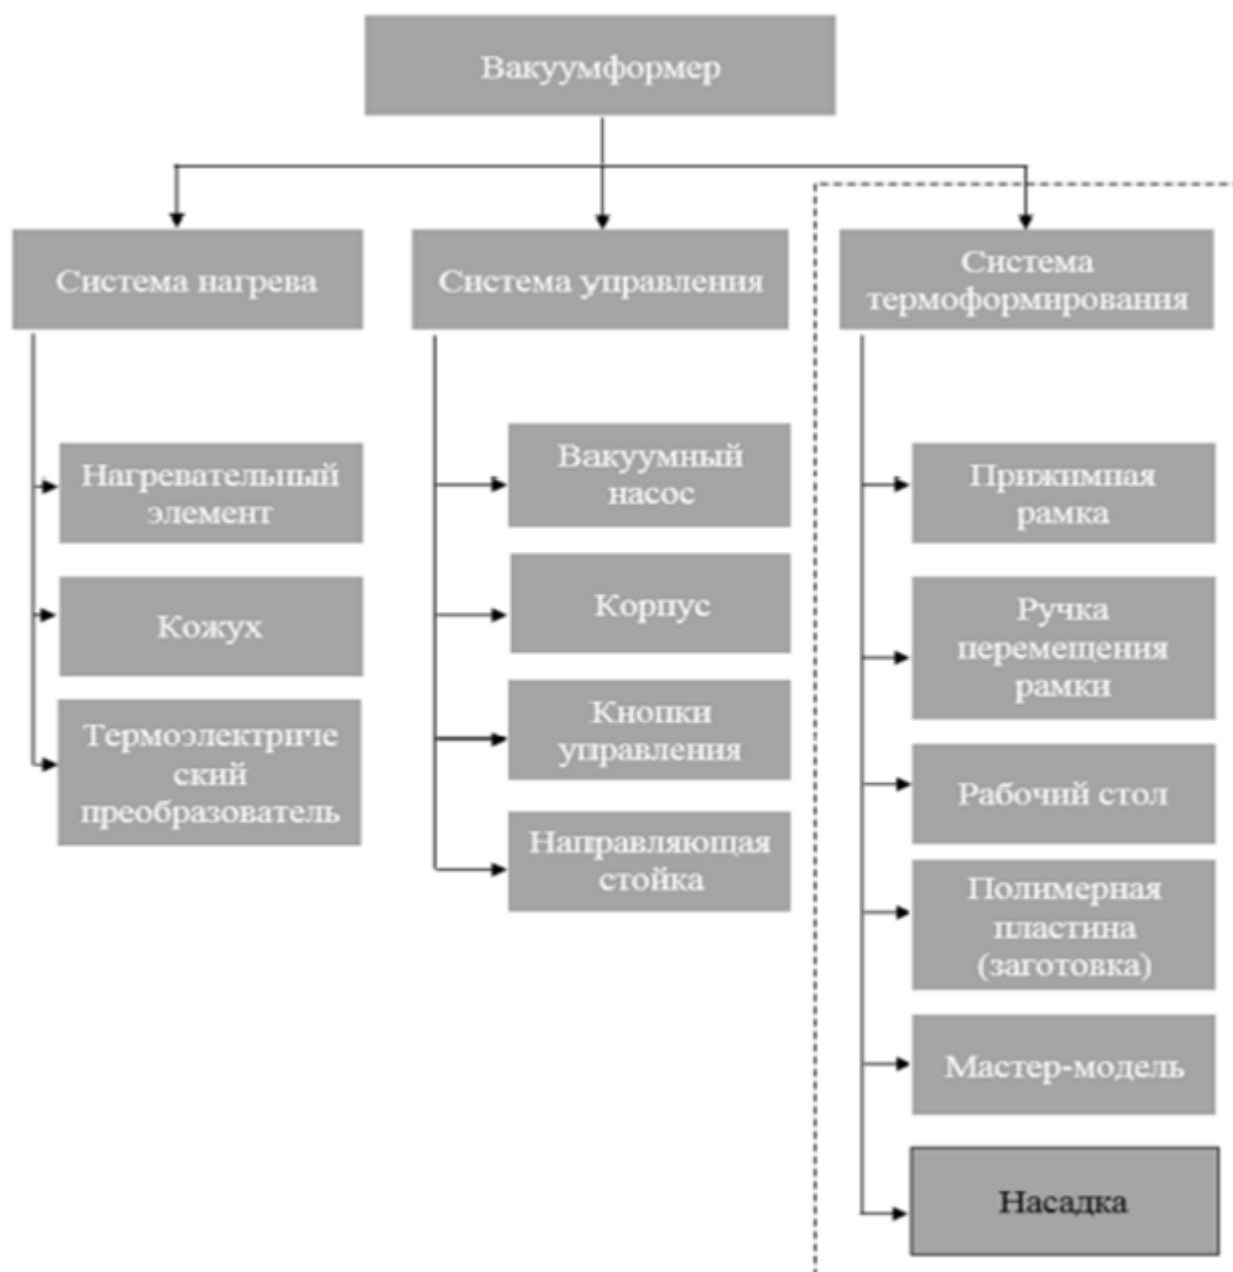 Вакуумформер
Система нагрева
Нагревательный
элемент
Кожух
Термоэлектриче
ский
преобразователь
Система управления
Вакуумный
насос
Корпус
Кнопки
управления
Направляющая
стойка
Система
термоформирования
Прижимная
рамка
Ручка
перемещения
рамки
Рабочий стол
Полимерная
пластина
(заготовка)
Мастер-модель
Насадка